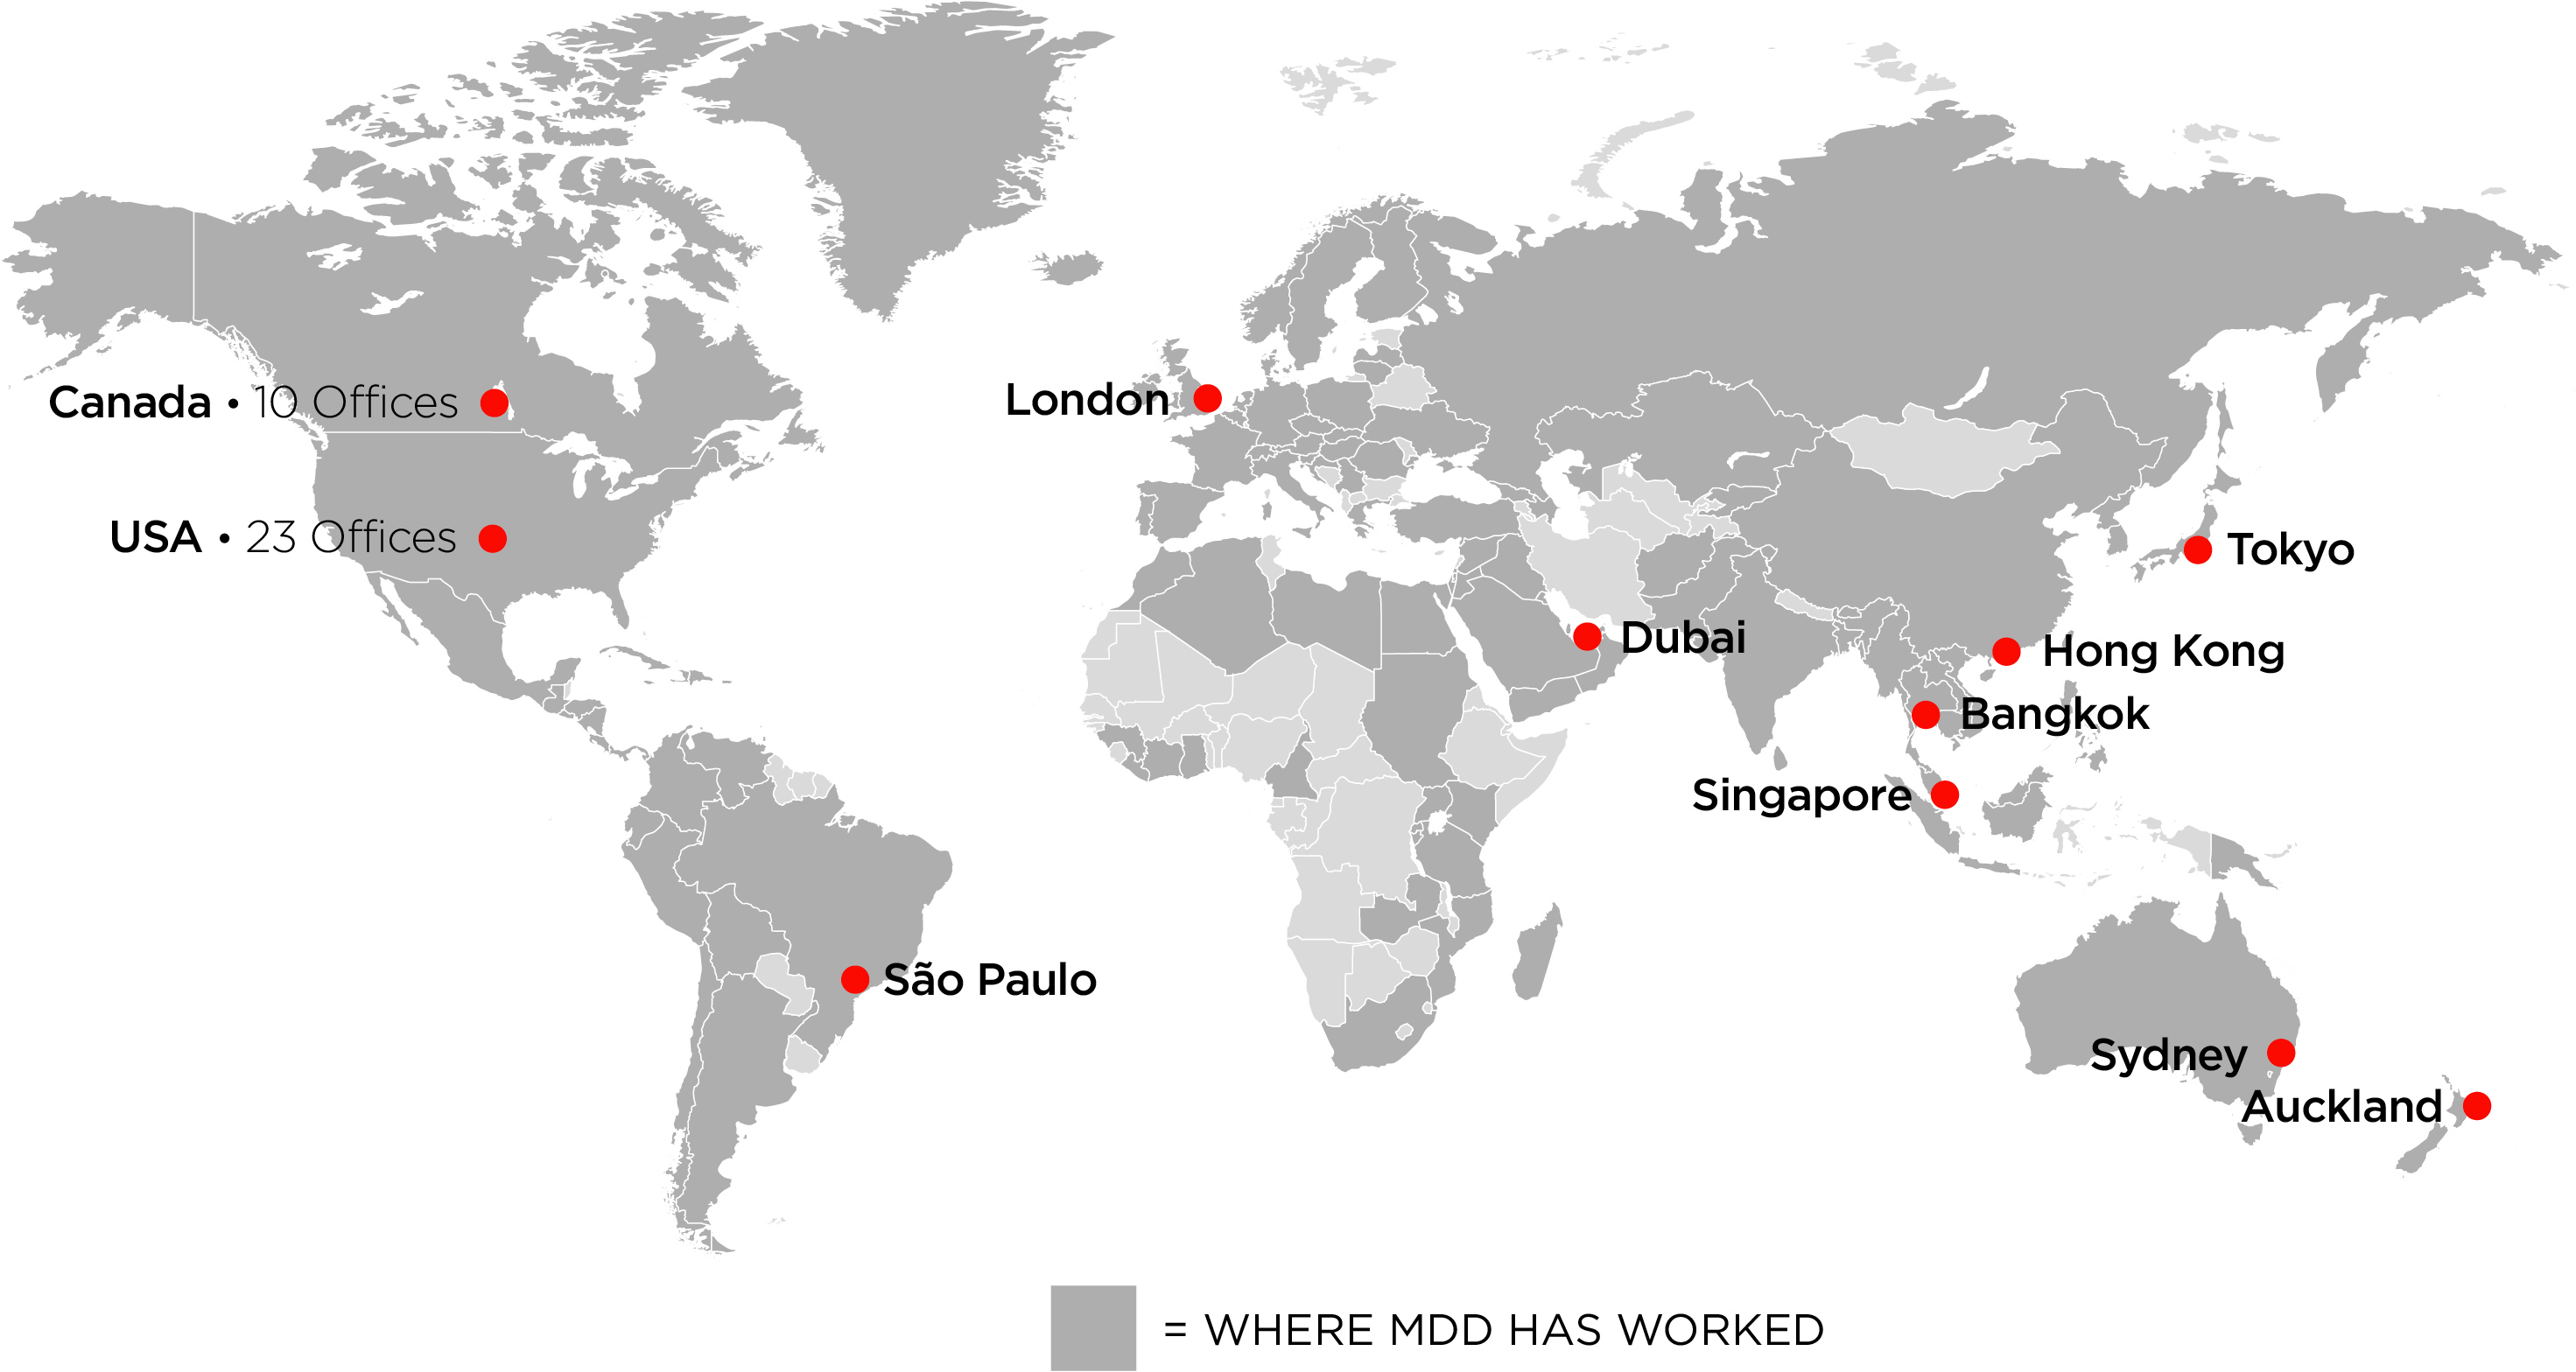 Canada • 10 Offices
London
USA • 23 Offices
Tokyo
Dubai
Hong Kong
Bangkok
Singapore
São Paulo
Sydney
Auckland
= WHERE MDD HAS WORKED